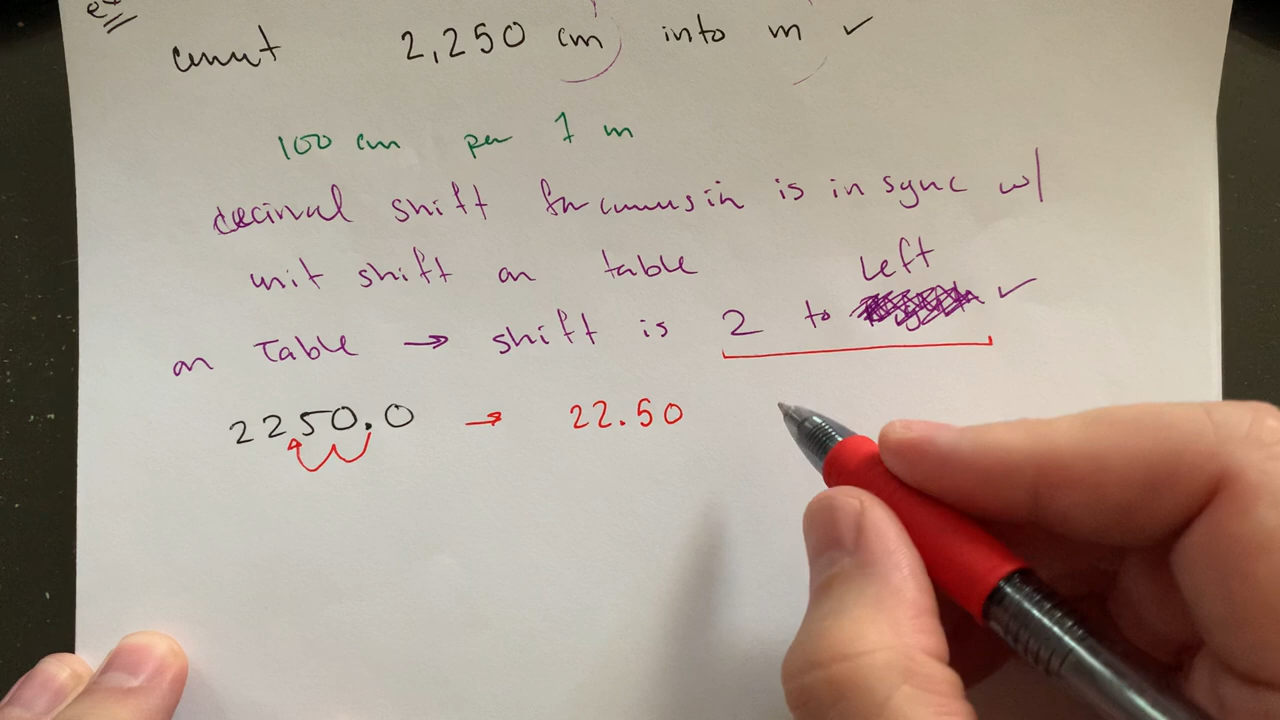 ex
convert 2,250 cm into m ✓
100 cm per 1 m
decimal shift for conversion is in sync w/
unit shift on table
left
on Table → shift is 2 to ✓
2250.0 → 22.50